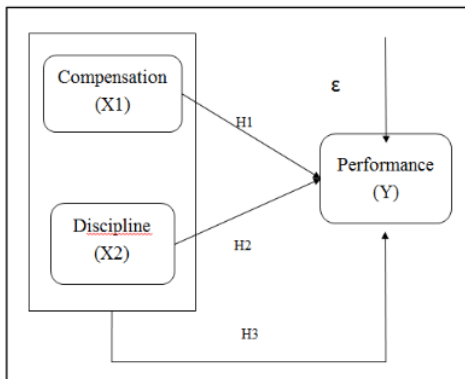 Compensation
(X1)
ε
H1
Performance
(Y)
Discipline
(X2)
H2
H3